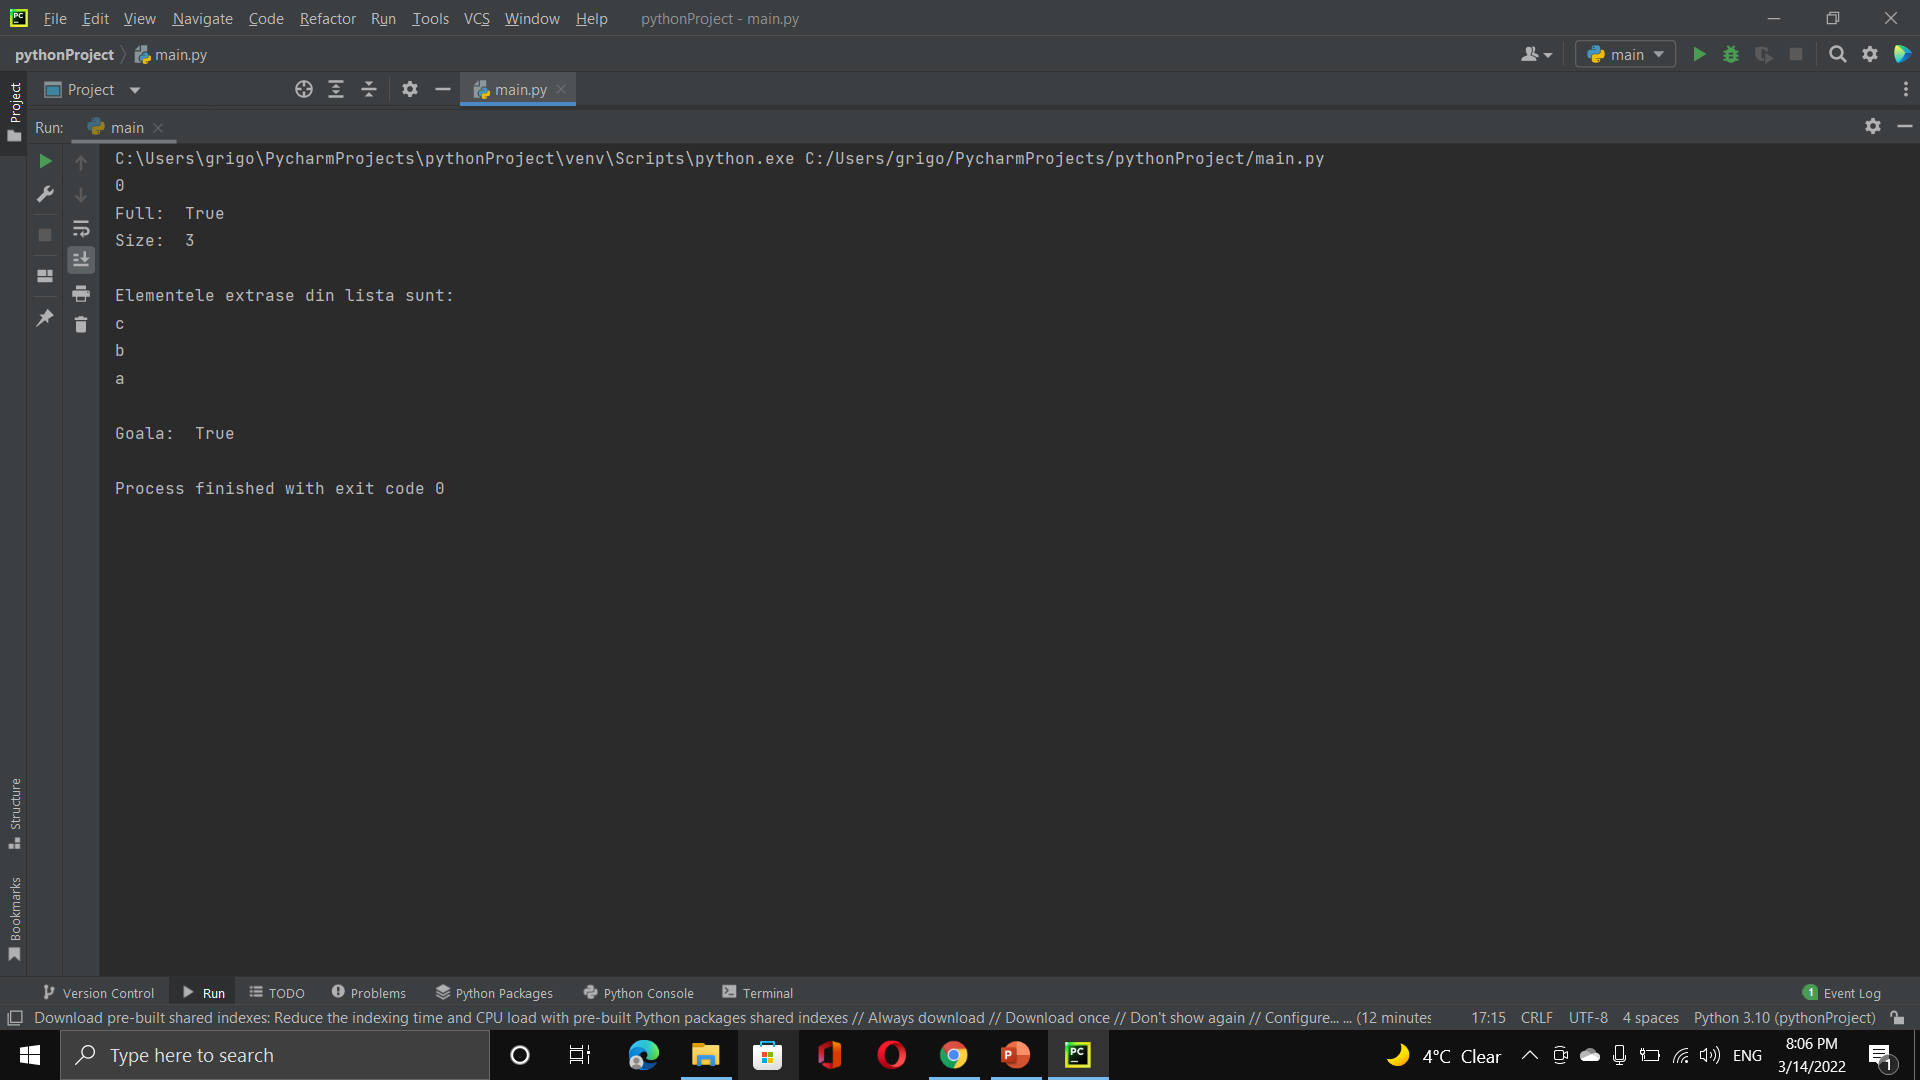 File Edit View Navigate Code Refactor Run Tools VCS Window Help pythonProject - main.py
pythonProject main.py main
Project main.py
Project
Run: main
C:\Users\grigo\PycharmProjects\pythonProject\venv\Scripts\python.exe C:/Users/grigo/PycharmProjects/pythonProject/main.py
0
Full:  True
Size:  3
Elementele extrase din lista sunt:
c
b
a
Goala:  True
Process finished with exit code 0
Structure
Bookmarks
Version Control Run TODO Problems Python Packages Python Console Terminal 1 Event Log
Download pre-built shared indexes: Reduce the indexing time and CPU load with pre-built Python packages shared indexes // Always download // Download once // Don't show again // Configure... ... (12 minutes 17:15 CRLF UTF-8 4 spaces Python 3.10 (pythonProject)
Type here to search 4°C Clear ENG 8:06 PM
3/14/2022 1